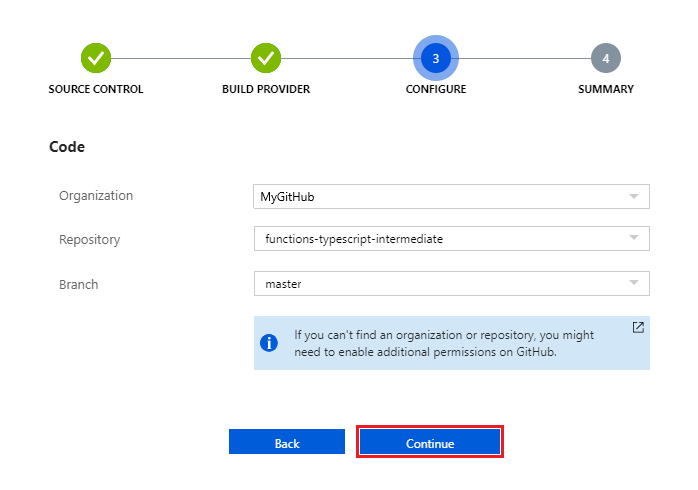 3
4
SOURCE CONTROL
BUILD PROVIDER
CONFIGURE
SUMMARY
Code
Organization
MyGitHub
Repository
functions-typescript-intermediate
Branch
master
If you can't find an organization or repository, you might
need to enable additional permissions on GitHub.
Back
Continue